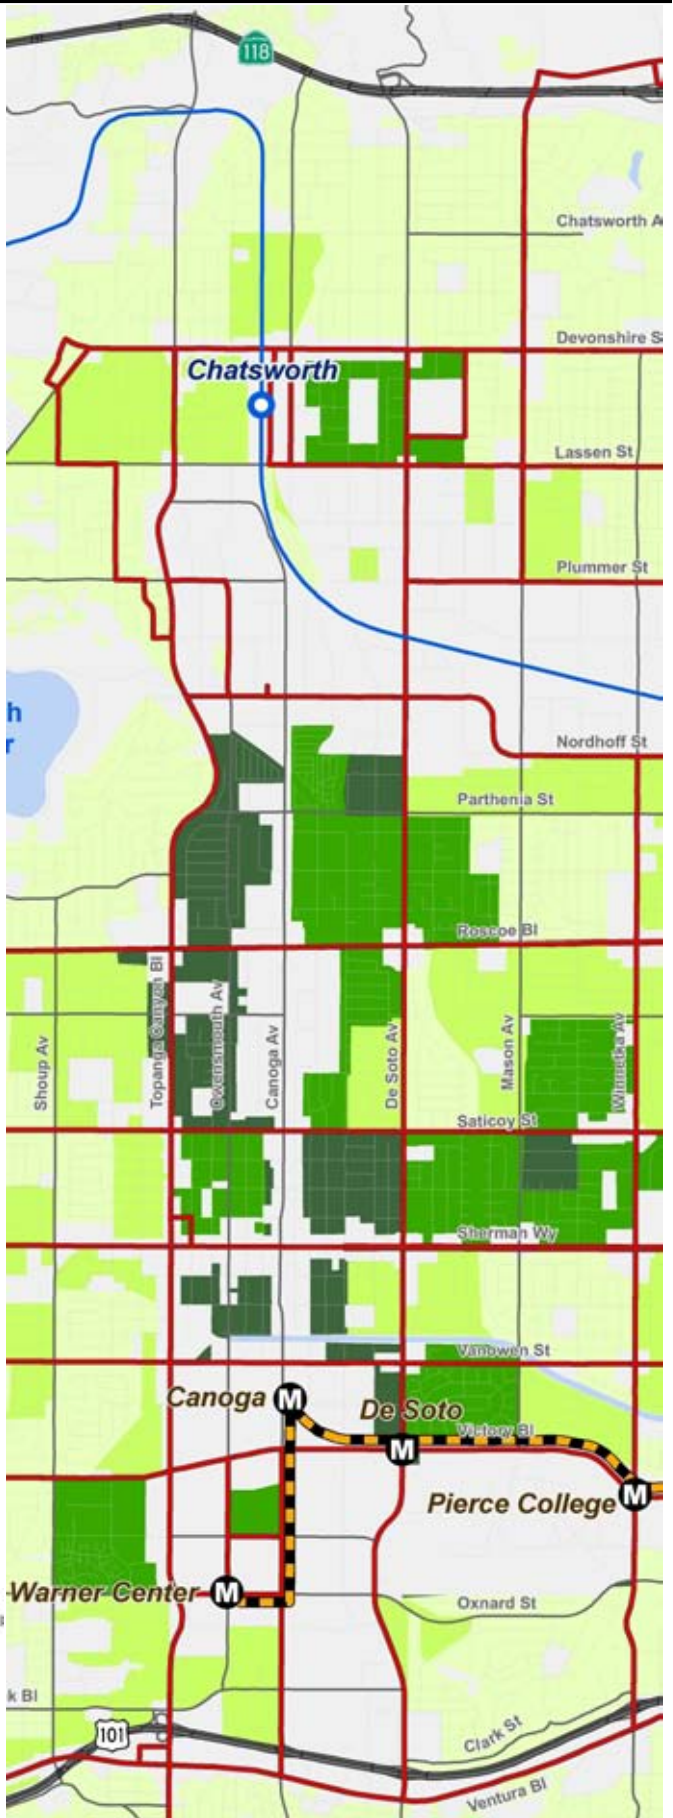 118
Chatsworth A
Devonshire S
Chatsworth
Lassen St
Plummer St
h
r
Nordhoff St
Parthenia St
Roscoe Bl
Shoup Av
Topanga Canyon Bl
Owensmouth Av
Canoga Av
De Soto Av
Mason Av
Winnetka Av
Saticoy St
Sherman Wy
Vanowen St
Canoga M
De Soto
Victory Bl
M
Pierce College M
Warner Center M
Oxnard St
k Bl
101
Clark St
Ventura Bl